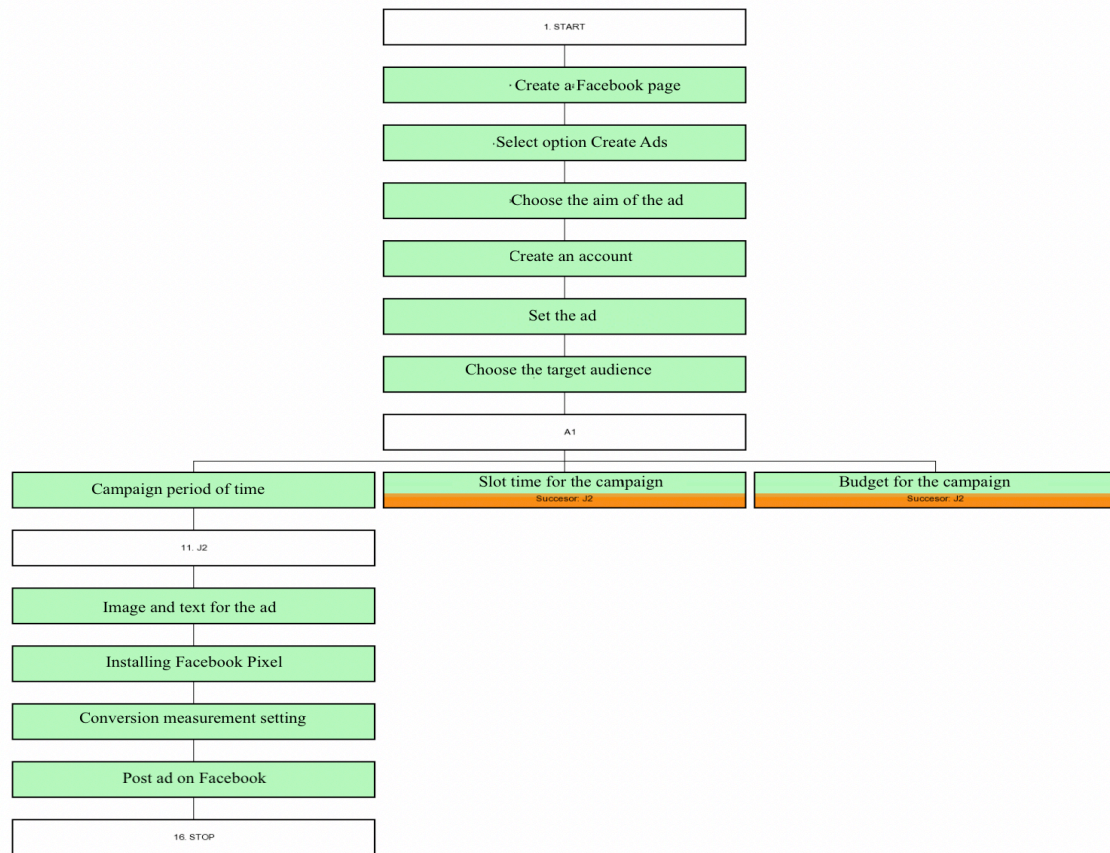 1. START
Create a Facebook page
Select option Create Ads
Choose the aim of the ad
Create an account
Set the ad
Choose the target audience
A1
Campaign period of time
Slot time for the campaign
Succesor: J2
Budget for the campaign
Succesor: J2
11. J2
Image and text for the ad
Installing Facebook Pixel
Conversion measurement setting
Post ad on Facebook
16. STOP